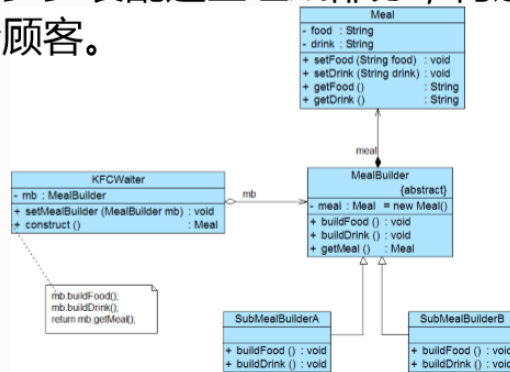 顾客。
Meal
- food : String
- drink : String
+ setFood (String food) : void
+ setDrink (String drink) : void
+ getFood () : String
+ getDrink () : String
meal
KFCWaiter
- mb : MealBuilder
+ setMealBuilder (MealBuilder mb) : void
+ construct () : Meal
mb
MealBuilder
{abstract}
- meal : Meal = new Meal()
+ buildFood () : void
+ buildDrink () : void
+ getMeal () : Meal
mb.buildFood();
mb.buildDrink();
return mb.getMeal();
SubMealBuilderA
+ buildFood () : void
+ buildDrink () : void
SubMealBuilderB
+ buildFood () : void
+ buildDrink () : void